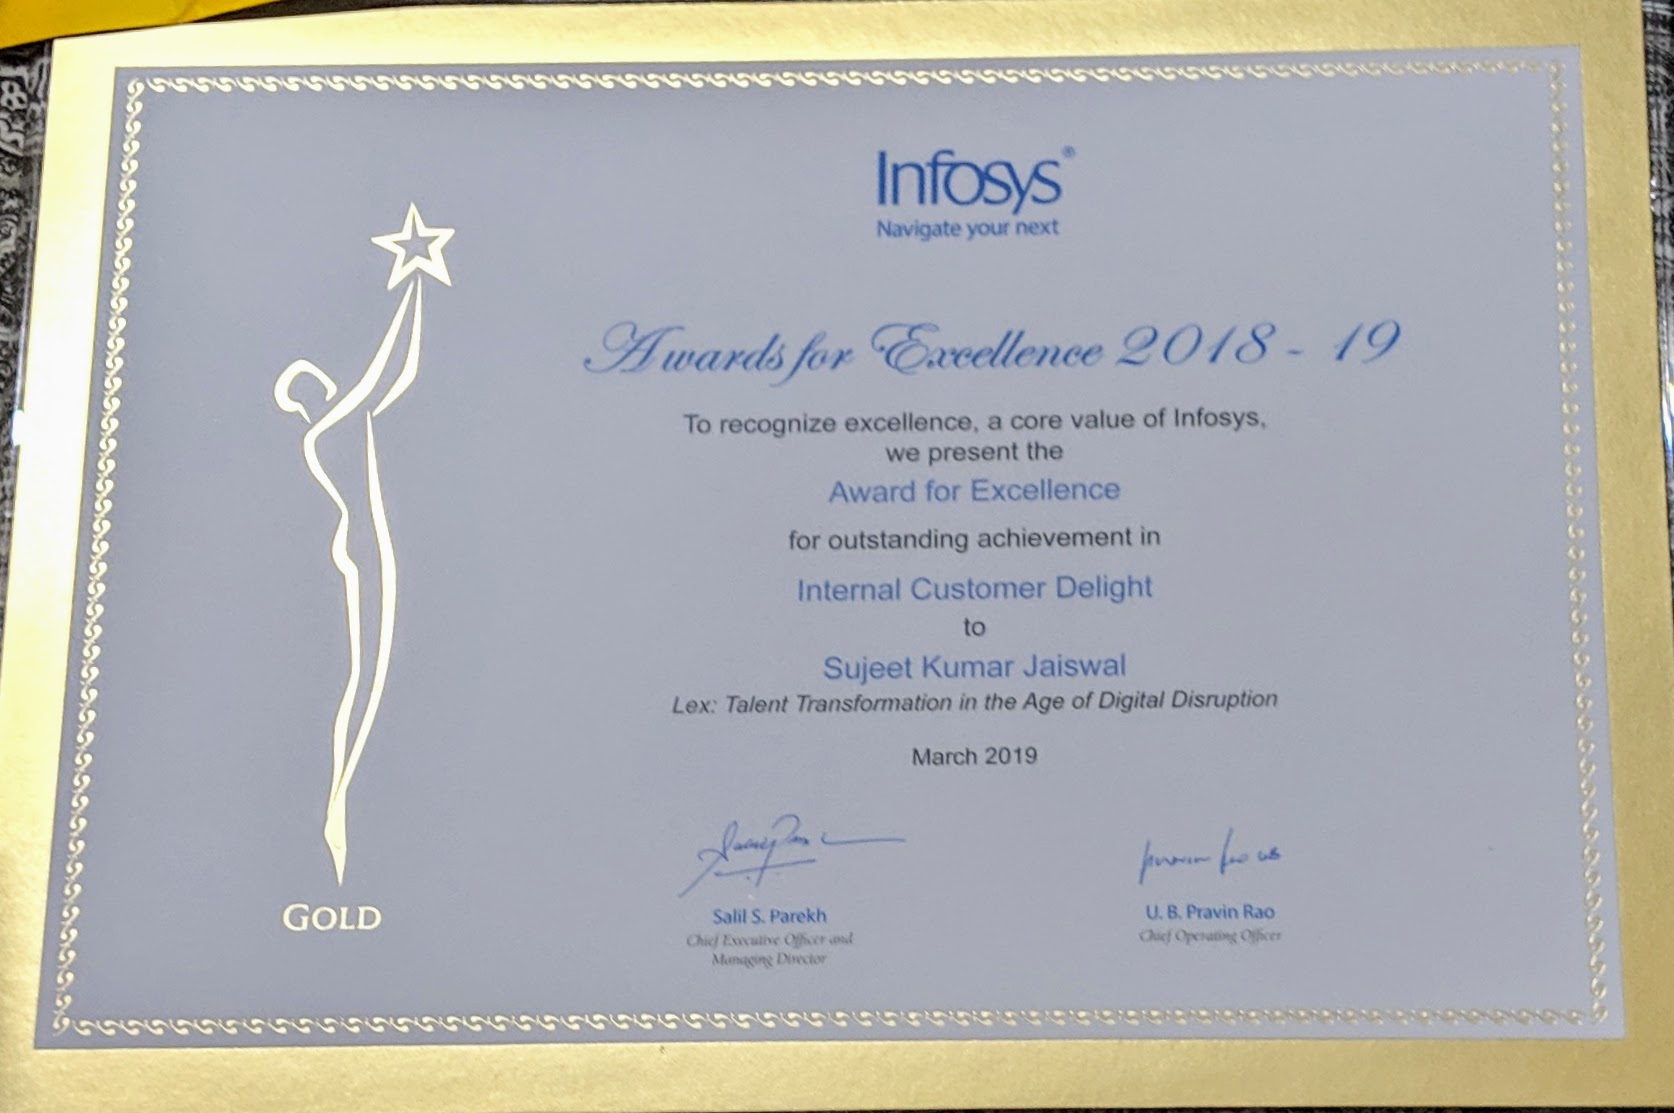 Infosys®
Navigate your next
Awards for Excellence 2018 - 19
To recognize excellence, a core value of Infosys,
we present the
Award for Excellence
for outstanding achievement in
Internal Customer Delight
to
Sujeet Kumar Jaiswal
Lex: Talent Transformation in the Age of Digital Disruption
March 2019
GOLD
Salil S. Parekh
Chief Executive Officer and
Managing Director
U. B. Pravin Rao
Chief Operating Officer